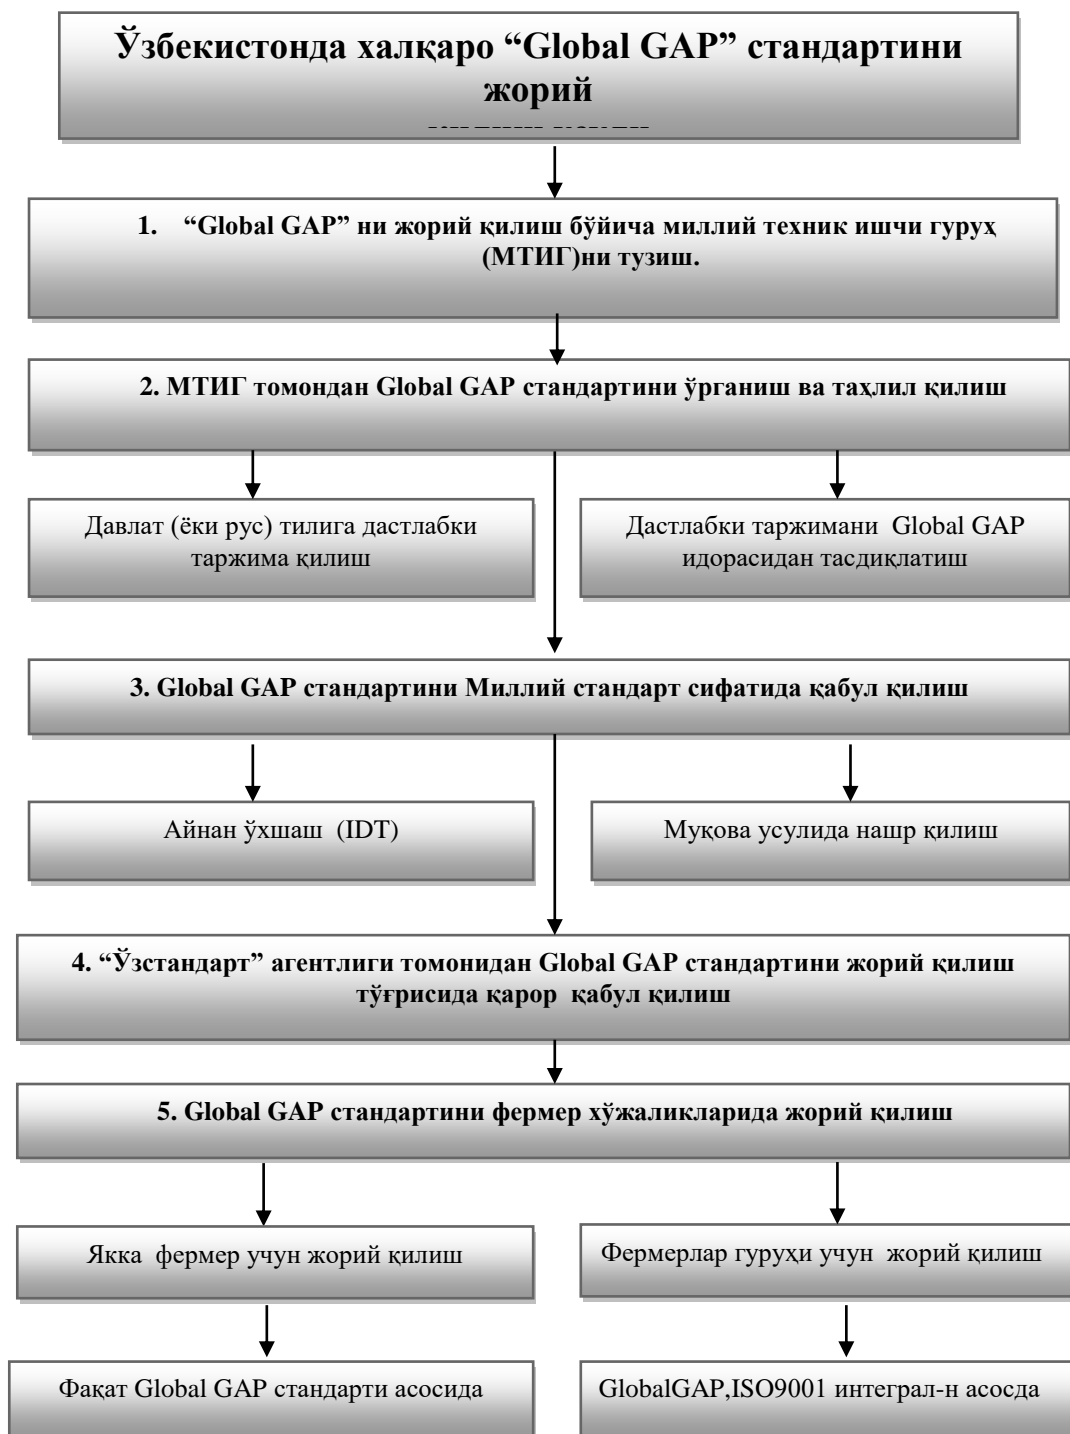 Ўзбекистонда халқаро “Global GAP” стандартини
жорий
1. “Global GAP” ни жорий қилиш бўйича миллий техник ишчи гуруҳ
(МТИГ)ни тузиш.
2. МТИГ томондан Global GAP стандартини ўрганиш ва таҳлил қилиш
Давлат (ёки рус) тилига дастлабки
таржима қилиш
Дастлабки таржимани Global GAP
идорасидан тасдиқлатиш
3. Global GAP стандартини Миллий стандарт сифатида қабул қилиш
Айнан ўхшаш (IDT)
Муқова усулида нашр қилиш
4. “Ўзстандарт” агентлиги томонидан Global GAP стандартини жорий қилиш
тўғрисида қарор қабул қилиш
5. Global GAP стандартини фермер хўжаликларида жорий қилиш
Якка фермер учун жорий қилиш
Фермерлар гуруҳи учун жорий қилиш
Фақат Global GAP стандарти асосида
GlobalGAP,ISO9001 интеграл-н асосда